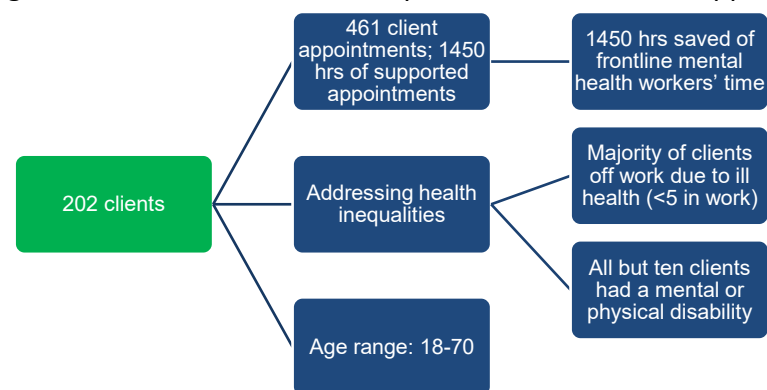 461 client
appointments; 1450
hrs of supported
appointments
1450 hrs saved of
frontline mental
health workers' time
202 clients
Addressing health
inequalities
Majority of clients
off work due to ill
health (<5 in work)
All but ten clients
had a mental or
physical disability
Age range: 18-70